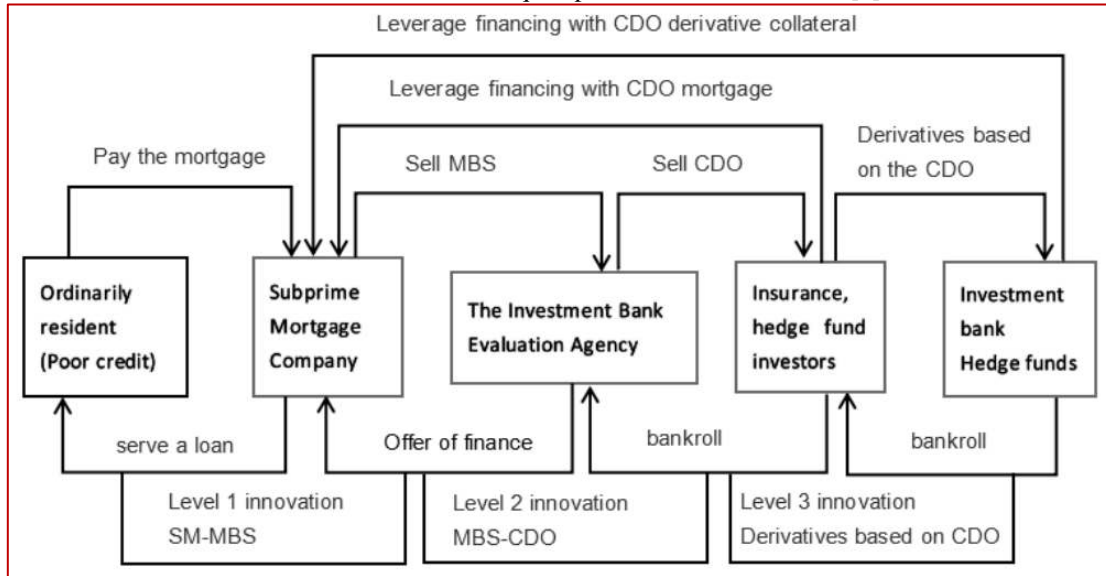 Leverage financing with CDO derivative collateral
Leverage financing with CDO mortgage
Derivatives based
on the CDO
Pay the mortgage
Sell MBS
Sell CDO
Ordinarily
resident
(Poor credit)
Subprime
Mortgage
Company
The Investment Bank
Evaluation Agency
Insurance,
hedge fund
investors
Investment
bank
Hedge funds
serve a loan
Offer of finance
bankroll
bankroll
Level 1 innovation
SM-MBS
Level 2 innovation
MBS-CDO
Level 3 innovation
Derivatives based on CDO